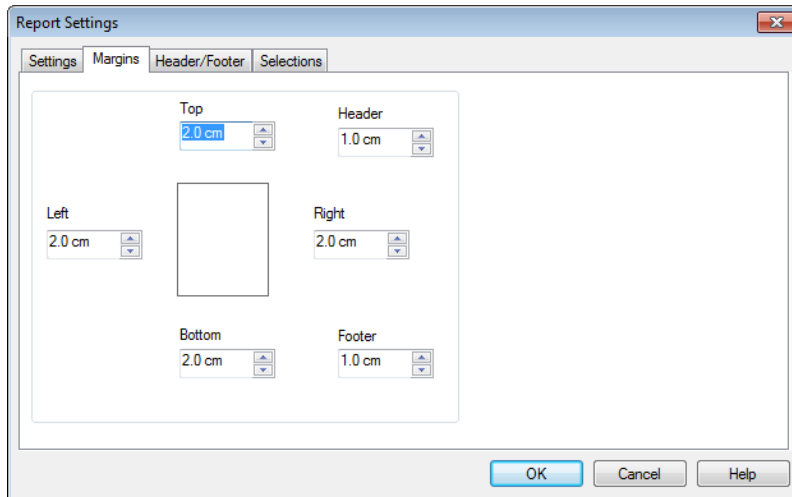 Report Settings
Settings Margins Header/Footer Selections
Top
2.0 cm
Header
1.0 cm
Left
2.0 cm
Right
2.0 cm
Bottom
2.0 cm
Footer
1.0 cm
OK Cancel Help